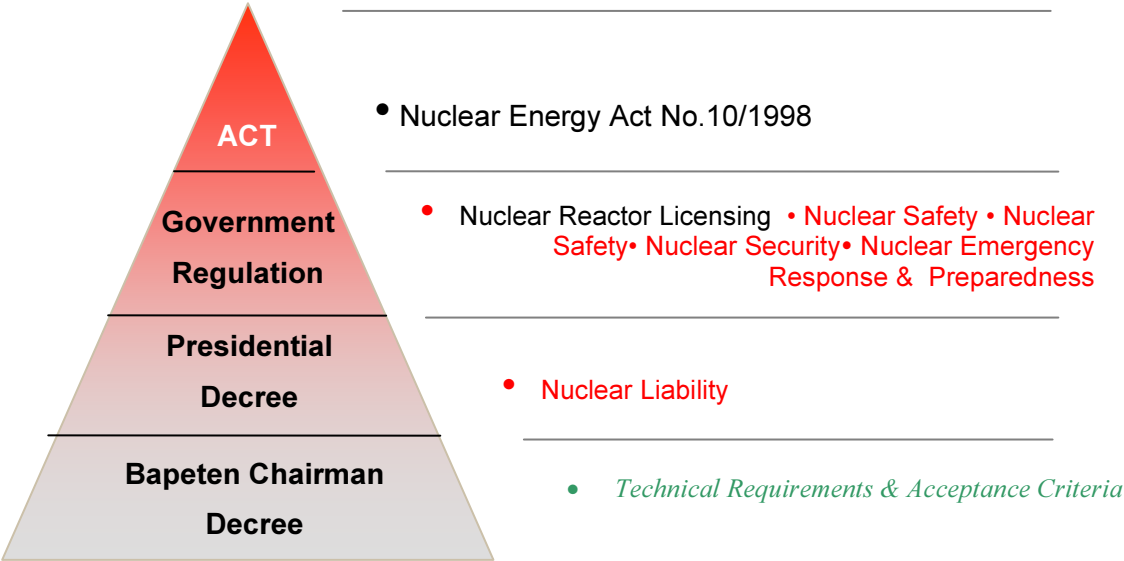 ACT
• Nuclear Energy Act No.10/1998
Government
Regulation
• Nuclear Reactor Licensing • Nuclear Safety • Nuclear
Safety• Nuclear Security• Nuclear Emergency
Response & Preparedness
Presidential
Decree
• Nuclear Liability
Bapeten Chairman
Decree
• Technical Requirements & Acceptance Criteria